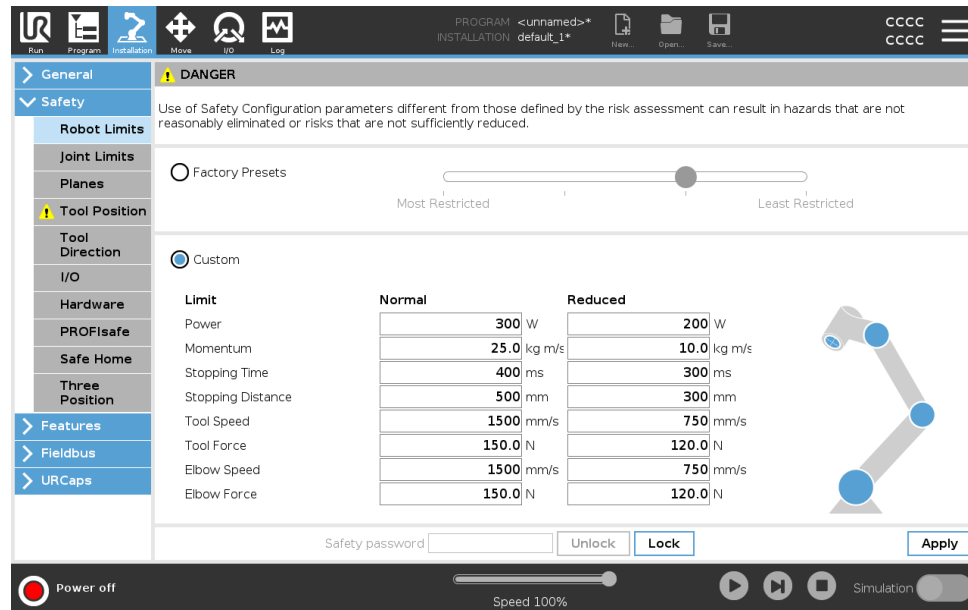 PROGRAM <unnamed>*
INSTALLATION default_1*
CCCC
CCCC
Run
Program
Installation
Move
I/O
Log
New...
Open...
Save...
General
Safety
Robot Limits
Joint Limits
Planes
Tool Position
Tool
Direction
I/O
Hardware
PROFIsafe
Safe Home
Three
Position
Features
Fieldbus
URCaps
DANGER
Use of Safety Configuration parameters different from those defined by the risk assessment can result in hazards that are not
reasonably eliminated or risks that are not sufficiently reduced.
Factory Presets
Most Restricted Least Restricted
Custom
Limit Normal Reduced
Power 300 W 200 W
Momentum 25.0 kg m/s 10.0 kg m/s
Stopping Time 400 ms 300 ms
Stopping Distance 500 mm 300 mm
Tool Speed 1500 mm/s 750 mm/s
Tool Force 150.0 N 120.0 N
Elbow Speed 1500 mm/s 750 mm/s
Elbow Force 150.0 N 120.0 N
Safety password Unlock Lock Apply
Power off
Speed 100%
Simulation